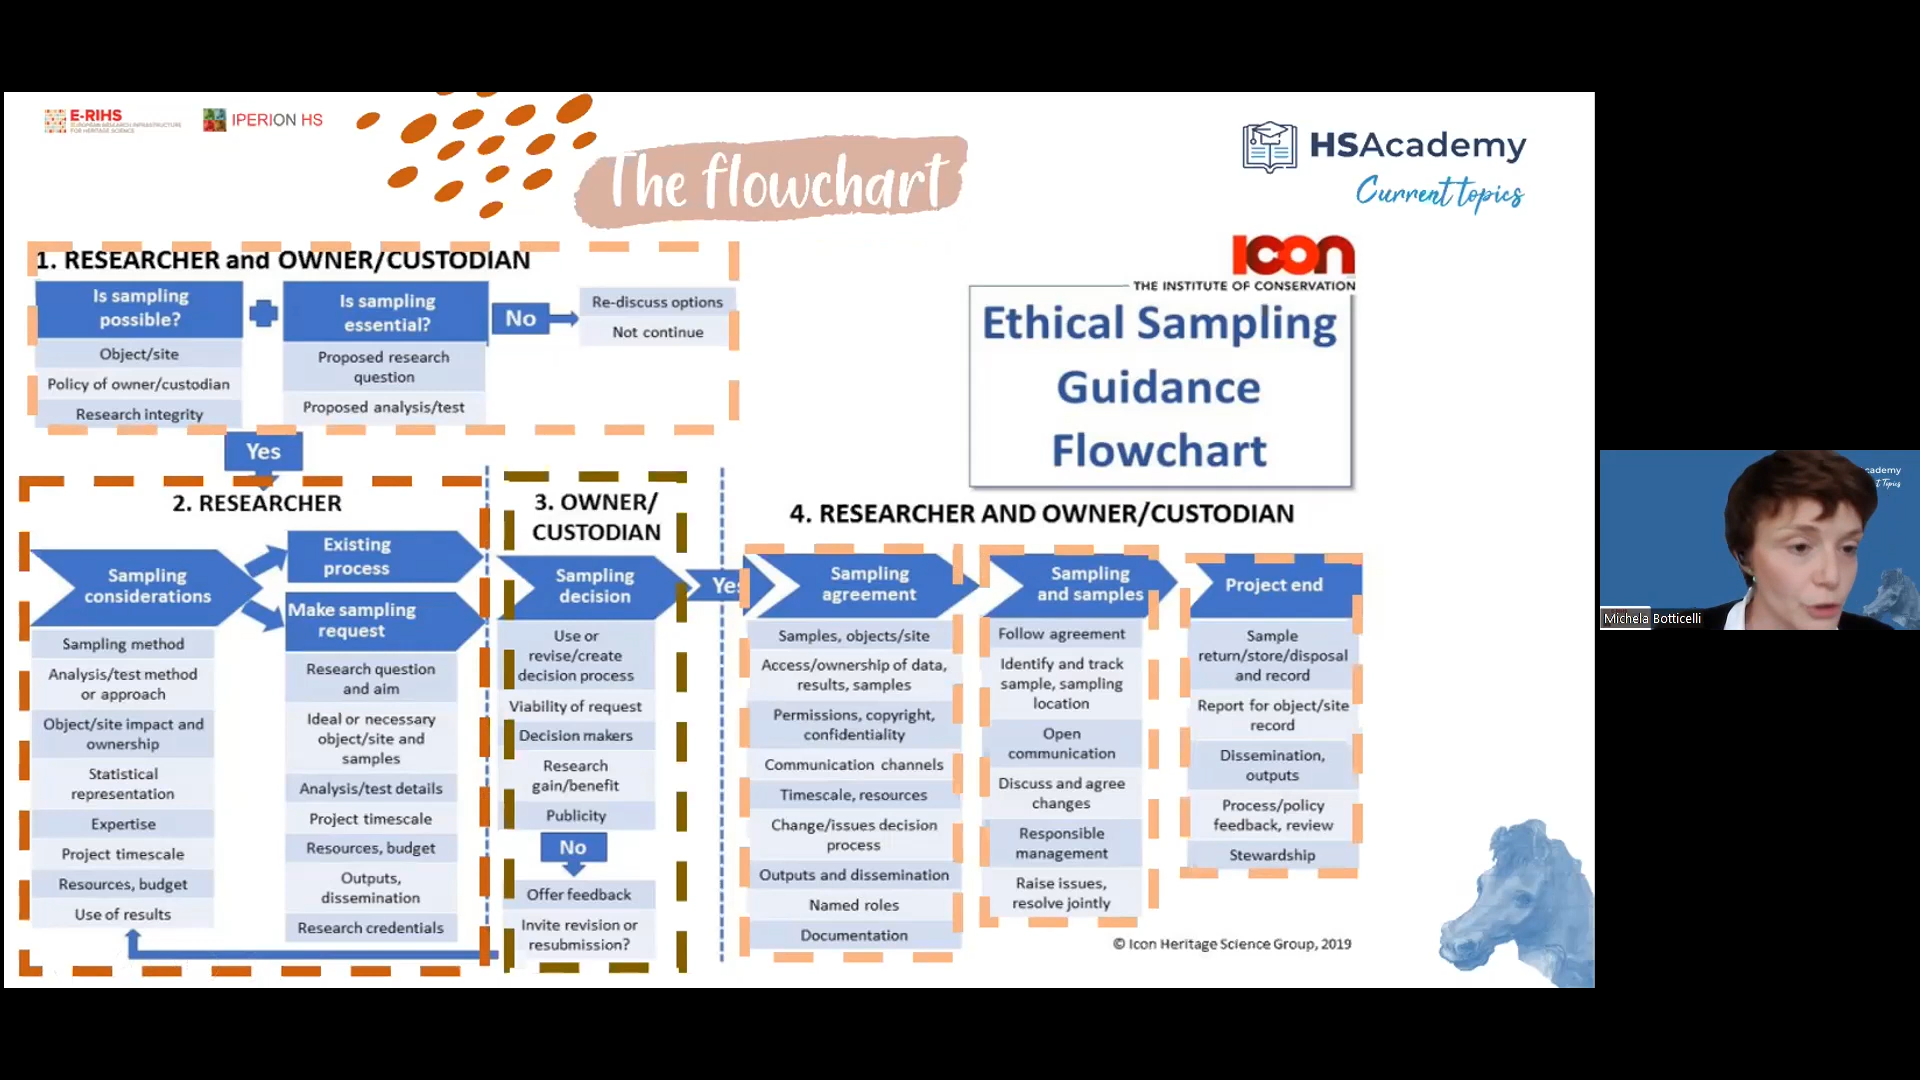 E-RIHS
EUROPEAN RESEARCH INFRASTRUCTURE
FOR HERITAGE SCIENCE
IPERION HS
The flowchart
HSAcademy
Current topics
1. RESEARCHER and OWNER/CUSTODIAN
Is sampling
possible?
Object/site
Policy of owner/custodian
Research integrity
Is sampling
essential?
Proposed research
question
Proposed analysis/test
No
Re-discuss options
Not continue
Yes
Icon
THE INSTITUTE OF CONSERVATION
Ethical Sampling
Guidance
Flowchart
2. RESEARCHER
Sampling
considerations
Sampling method
Analysis/test method
or approach
Object/site impact and
ownership
Statistical
representation
Expertise
Project timescale
Resources, budget
Use of results
Existing
process
Make sampling
request
Research question
and aim
Ideal or necessary
object/site and
samples
Analysis/test details
Project timescale
Resources, budget
Outputs,
dissemination
Research credentials
3. OWNER/
CUSTODIAN
Sampling
decision
Use or
revise/create
decision process
Viability of request
Decision makers
Research
gain/benefit
Publicity
No
Offer feedback
Invite revision or
resubmission?
Yes
4. RESEARCHER AND OWNER/CUSTODIAN
Sampling
agreement
Samples, objects/site
Access/ownership of data,
results, samples
Permissions, copyright,
confidentiality
Communication channels
Timescale, resources
Change/issues decision
process
Outputs and dissemination
Named roles
Documentation
Sampling
and samples
Follow agreement
Identify and track
sample, sampling
location
Open
communication
Discuss and agree
changes
Responsible
management
Raise issues,
resolve jointly
Project end
Sample
return/store/disposal
and record
Report for object/site
record
Dissemination,
outputs
Process/policy
feedback, review
Stewardship
© Icon Heritage Science Group, 2019
Michela Botticelli